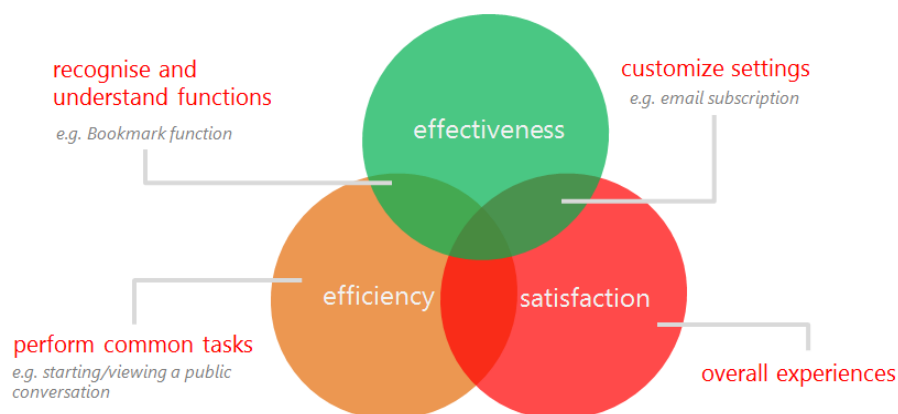 recognise and
understand functions
e.g. Bookmark function
customize settings
e.g. email subscription
effectiveness
efficiency
satisfaction
perform common tasks
e.g. starting/viewing a public
conversation
overall experiences